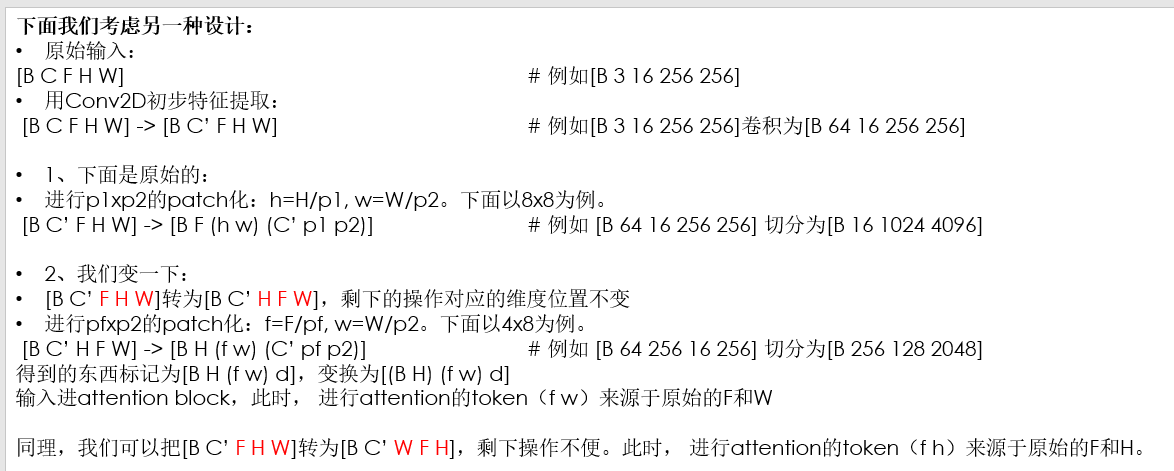 下面我们考虑另一种设计:
• 原始输入:
[B C F H W] # 例如[B 3 16 256 256]
• 用Conv2D初步特征提取:
[B C F H W] -> [B C’ F H W] # 例如[B 3 16 256 256]卷积为[B 64 16 256 256]
• 1、下面是原始的:
• 进行p1xp2的patch化: h=H/p1, w=W/p2。下面以8x8为例。
[B C’ F H W] -> [B F (h w) (C’ p1 p2)] # 例如 [B 64 16 256 256] 切分为[B 16 1024 4096]
• 2、我们变一下:
• [B C’ F H W]转为[B C’ H F W], 剩下的操作对应的维度位置不变
• 进行pfxp2的patch化: f=F/pf, w=W/p2。下面以4x8为例。
[B C’ H F W] -> [B H (f w) (C’ pf p2)] # 例如 [B 64 256 16 256] 切分为[B 256 128 2048]
得到的东西标记为[B H (f w) d], 变换为[(B H) (f w) d]
输入进attention block, 此时, 进行attention的token（f w）来源于原始的F和W
同理, 我们可以把[B C’ F H W]转为[B C’ W F H], 剩下操作不便。此时, 进行attention的token（f h）来源于原始的F和H。